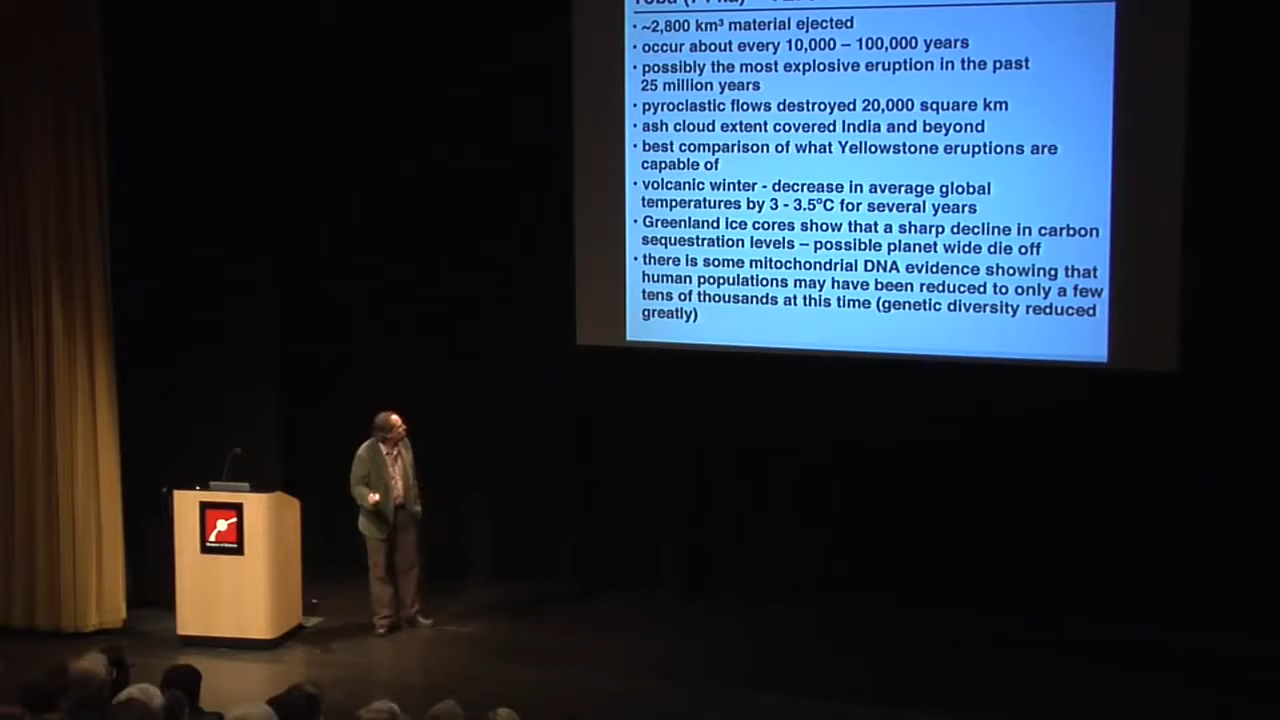 • ~2,800 km³ material ejected
• occur about every 10,000 – 100,000 years
• possibly the most explosive eruption in the past
25 million years
• pyroclastic flows destroyed 20,000 square km
• ash cloud extent covered India and beyond
• best comparison of what Yellowstone eruptions are
capable of
• volcanic winter - decrease in average global
temperatures by 3 - 3.5ºC for several years
• Greenland ice cores show that a sharp decline in carbon
sequestration levels – possible planet wide die off
• there is some mitochondrial DNA evidence showing that
human populations may have been reduced to only a few
tens of thousands at this time (genetic diversity reduced
greatly)